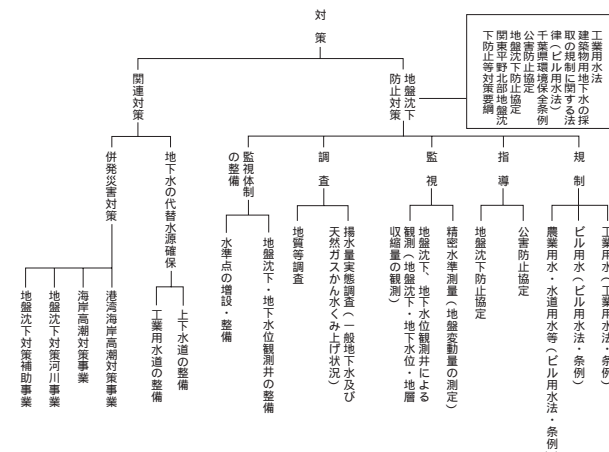 対策
工業用水法
建築物用地下水の採
取の規制に関する法
律(ビル用水法)
千葉県環境保全条例
公害防止協定
地盤沈下防止協定
関東平野北部地盤沈
下防止等対策要綱
地盤沈下
防止対策
関連対策
規制
指導
監視
調査
監視体制
の整備
地下水の代替水源確保
併発災害対策
工業用水(工業用水法・条例)
ビル用水(ビル用水法・条例)
農業用水・水道用水等(ビル用水法・条例
公害防止協定
地盤沈下防止協定
精密水準測量(地盤変動量の測定)
地盤沈下、地下水位観測井による
観測(地盤沈下・地下水位・地層
収縮量の観測)
揚水量実態調査(一般地下水及び
天然ガスかん水くみ上げ状況)
地質等調査
地盤沈下・地下水位観測井の整備
水準点の増設・整備
上下水道の整備
工業用水道の整備
港湾海岸高潮対策事業
海岸高潮対策事業
地盤沈下対策河川事業
地盤沈下対策補助事業